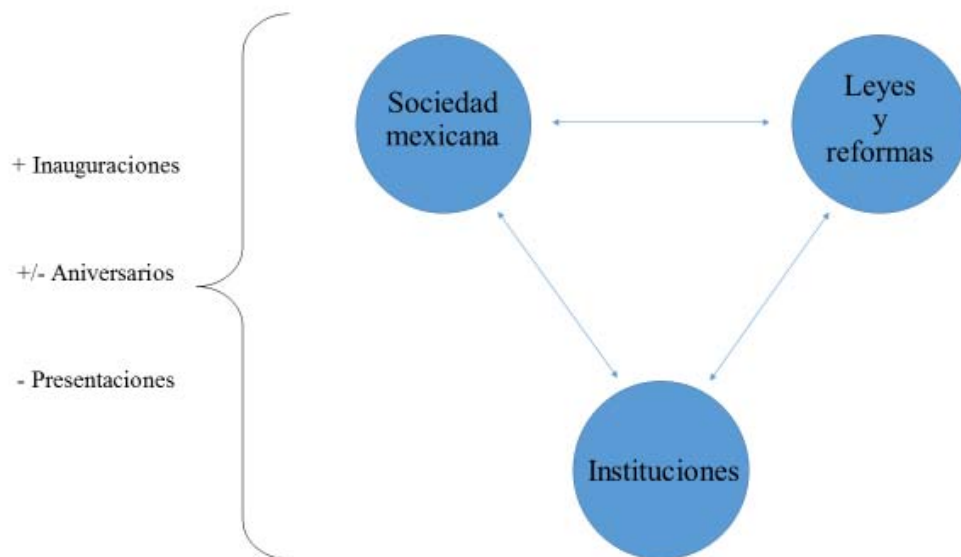 + Inauguraciones
+/- Aniversarios
- Presentaciones
Sociedad
mexicana
Leyes
y
reformas
Instituciones